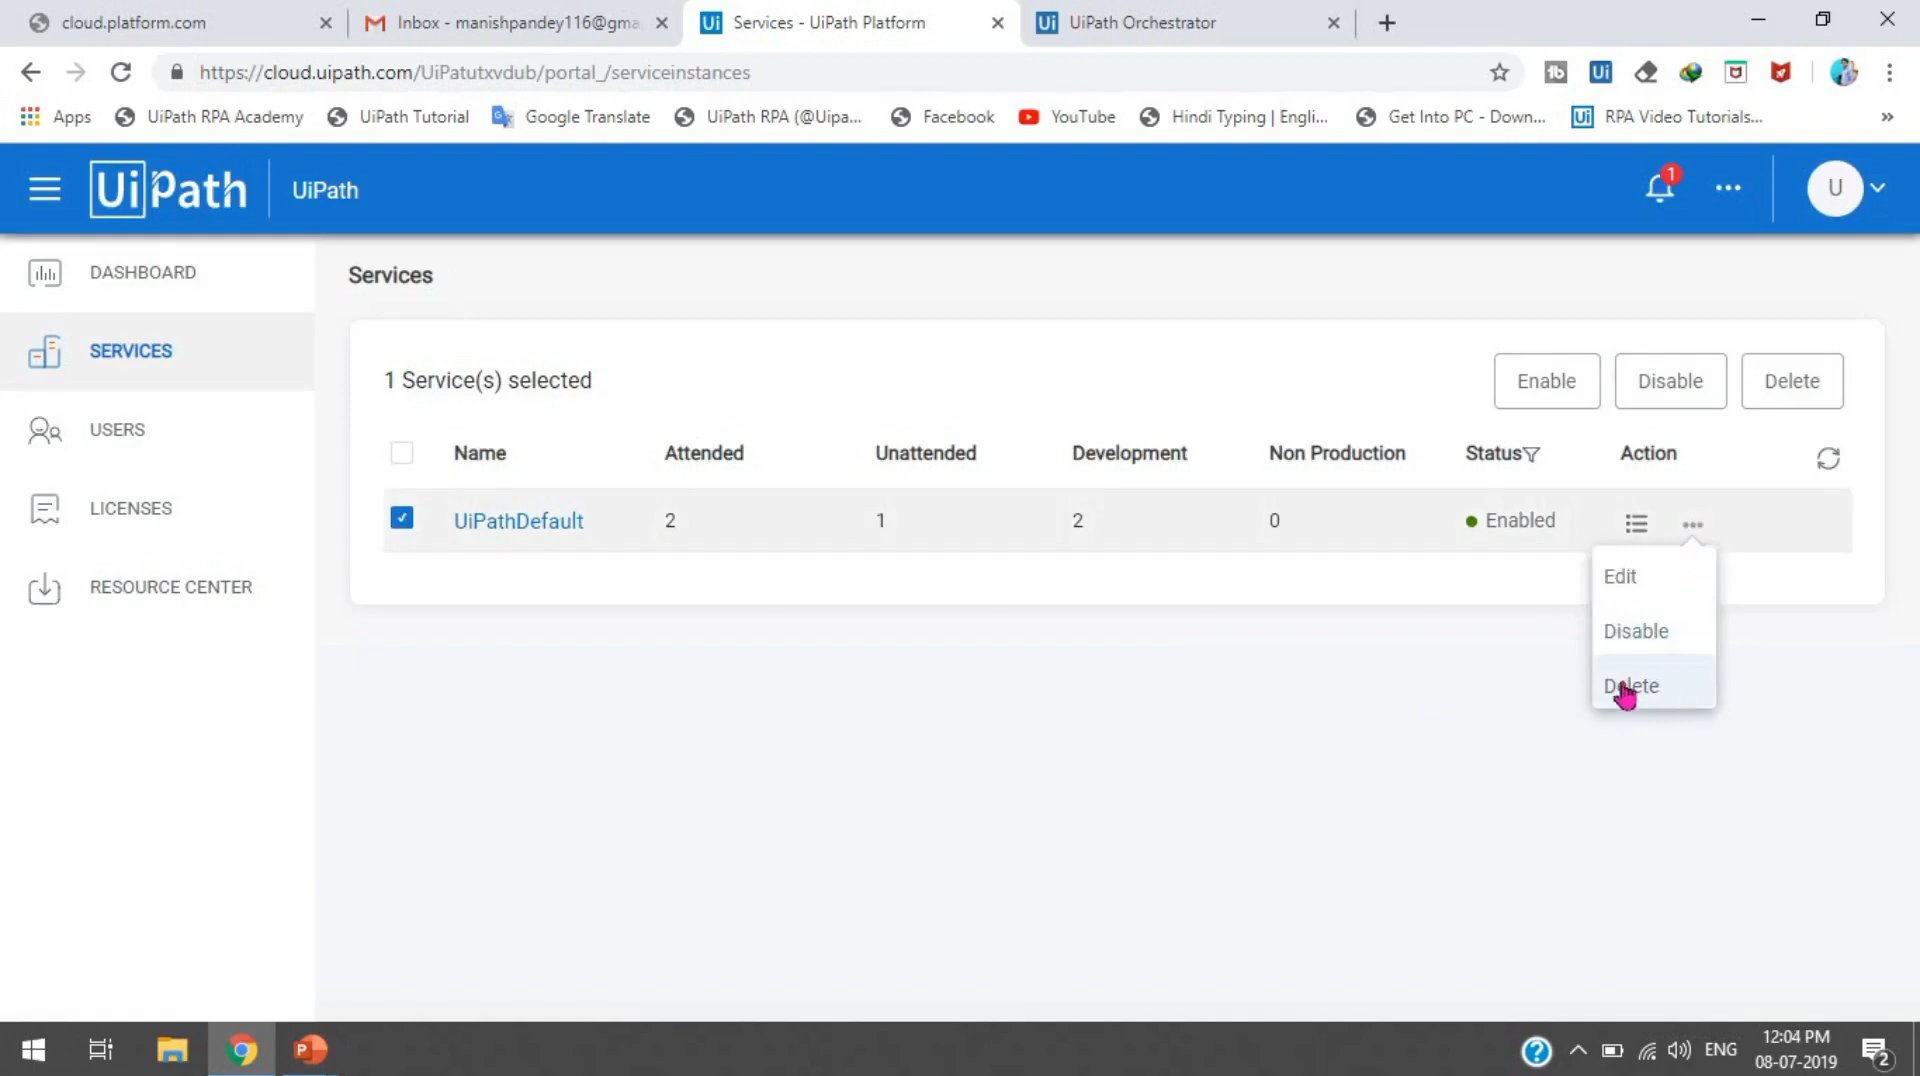 cloud.platform.com
Inbox - manishpandey116@gma
Ui Services - UiPath Platform
Ui UiPath Orchestrator
https://cloud.uipath.com/UiPatutxvdub/portal_/serviceinstances
Apps UiPath RPA Academy UiPath Tutorial Google Translate UiPath RPA (@Uipa... Facebook YouTube Hindi Typing | Engli... Get Into PC - Down... Ui RPA Video Tutorials... »
UiPath UiPath 1 U
DASHBOARD
SERVICES
USERS
LICENSES
RESOURCE CENTER
Services
1 Service(s) selected Enable Disable Delete
Name Attended Unattended Development Non Production Status Action
UiPathDefault 2 1 2 0 Enabled
Edit
Disable
Delete
ENG
12:04 PM
08-07-2019
2